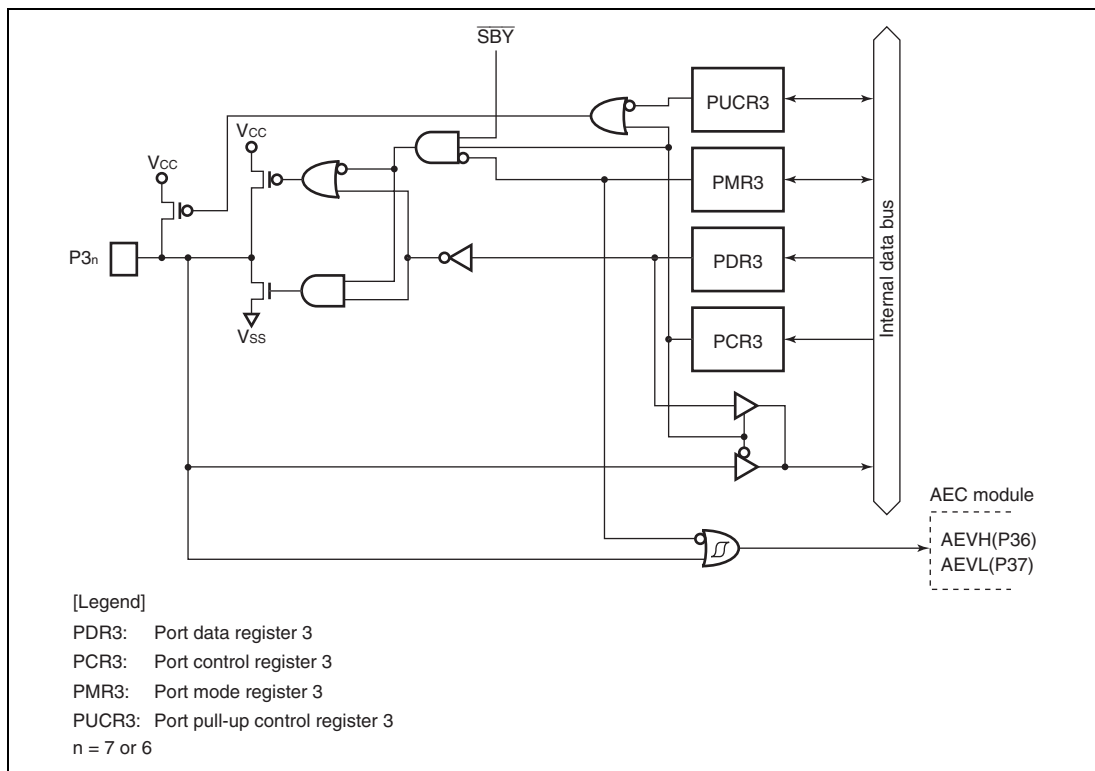 SBY
PUCR3
VCC
VCC
PMR3
P3n
PDR3
Internal data bus
VSS
PCR3
AEC module
AEVH(P36)
AEVL(P37)
[Legend]
PDR3: Port data register 3
PCR3: Port control register 3
PMR3: Port mode register 3
PUCR3: Port pull-up control register 3
n = 7 or 6